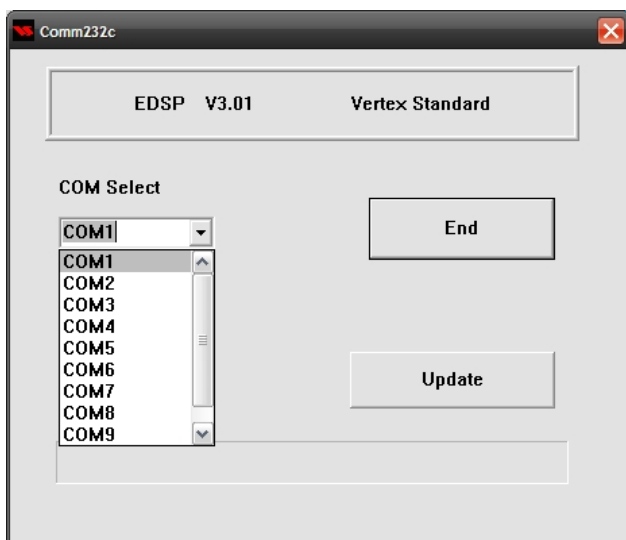 Comm232c
EDSP V3.01 Vertex Standard
COM Select
COM1
End
COM1
COM2
COM3
COM4
COM5
COM6
COM7
COM8
COM9
Update